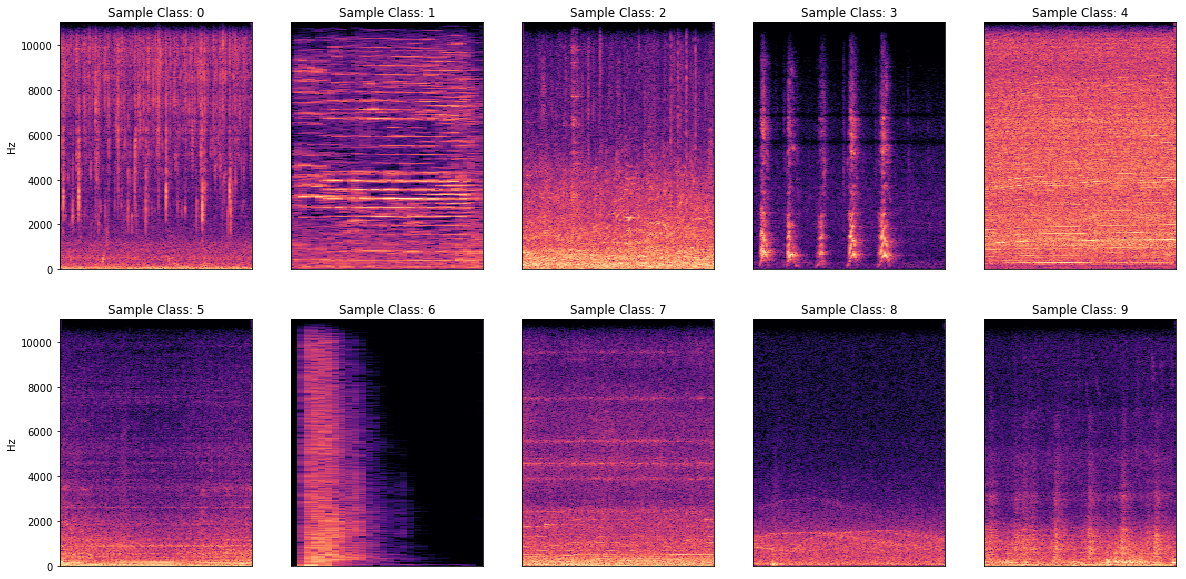 Sample Class: 0
Sample Class: 1
Sample Class: 2
Sample Class: 3
Sample Class: 4
10000
8000
6000
4000
2000
0
Hz
Sample Class: 5
Sample Class: 6
Sample Class: 7
Sample Class: 8
Sample Class: 9
10000
8000
6000
4000
2000
0
Hz